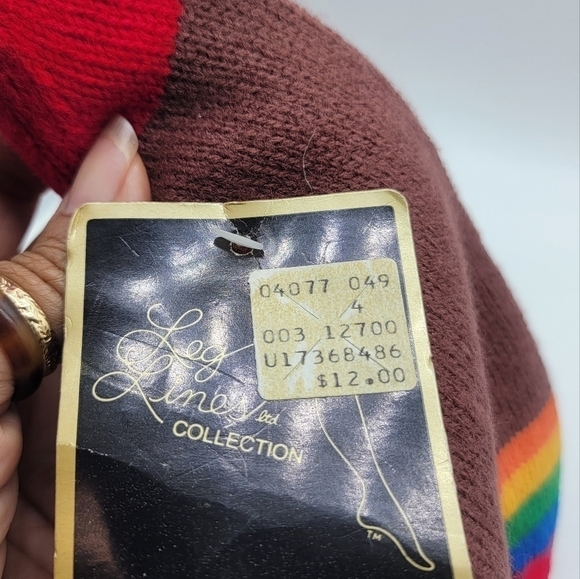 04077 049
4
003 12700
U17368486
$12.00
Leg
Lines ltd
COLLECTION
TM